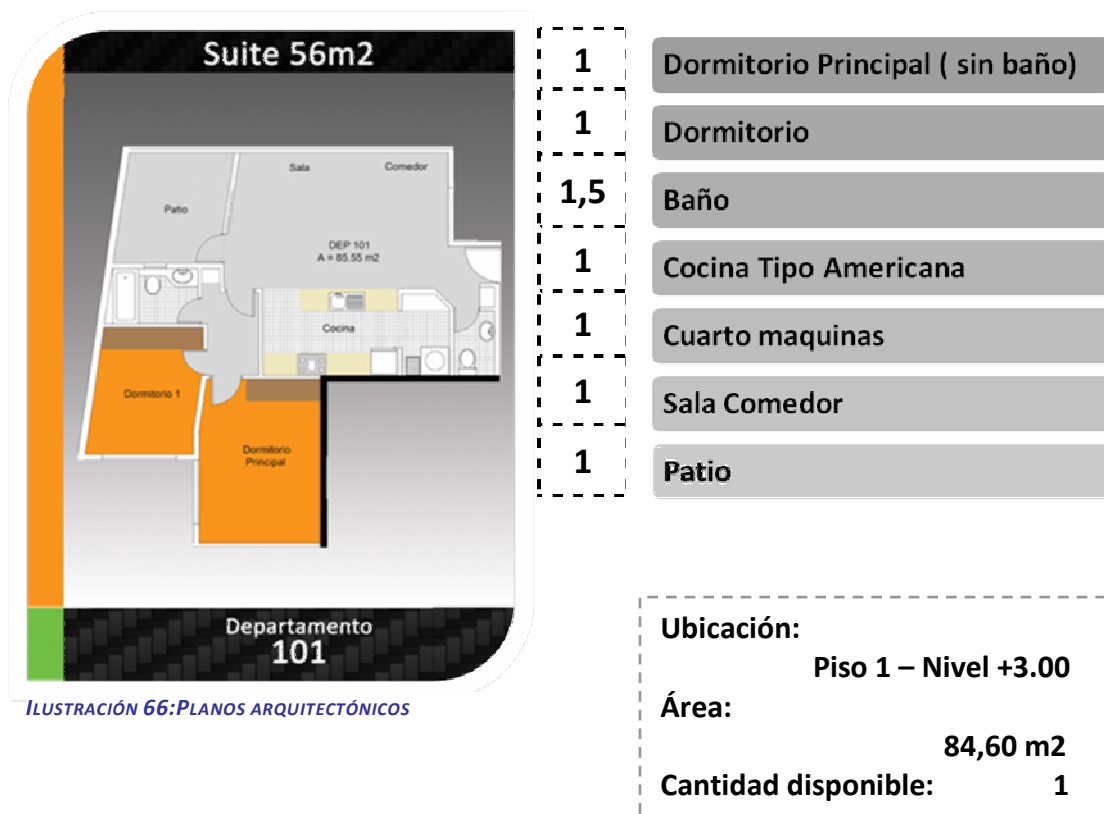 Suite 56m2
Sala
Comedor
Patio
DEP 101
A = 85.55 m2
Cocina
Dormitorio 1
Dormitorio
Principal
Departamento
101
ILUSTRACIÓN 66:PLANOS ARQUITECTÓNICOS
1 Dormitorio Principal ( sin baño)
1 Dormitorio
1,5 Baño
1 Cocina Tipo Americana
1 Cuarto maquinas
1 Sala Comedor
1 Patio
Ubicación:
Piso 1 – Nivel +3.00
Área:
84,60 m2
Cantidad disponible: 1